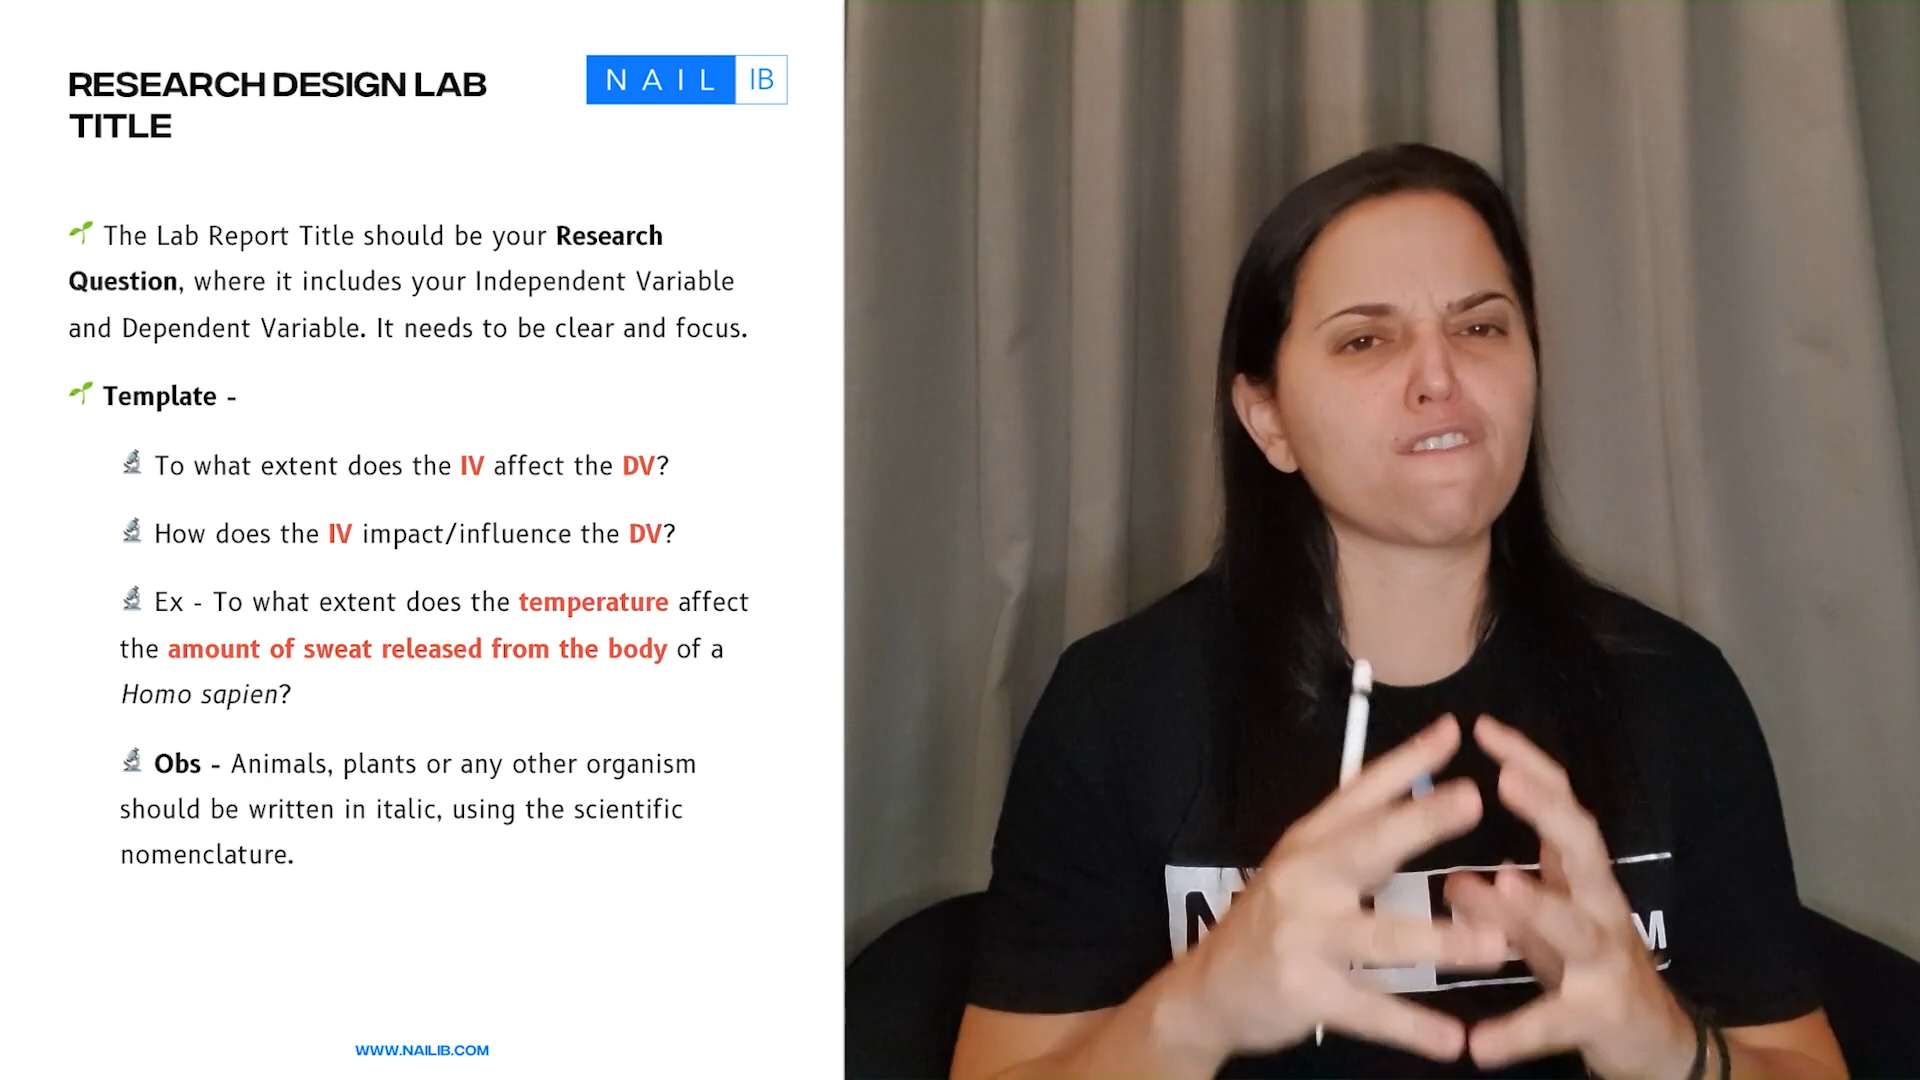 RESEARCH DESIGN LAB
TITLE
NAIL IB
The Lab Report Title should be your Research
Question, where it includes your Independent Variable
and Dependent Variable. It needs to be clear and focus.
Template -
To what extent does the IV affect the DV?
How does the IV impact/influence the DV?
Ex - To what extent does the temperature affect
the amount of sweat released from the body of a
Homo sapien?
Obs - Animals, plants or any other organism
should be written in italic, using the scientific
nomenclature.
WWW.NAILIB.COM